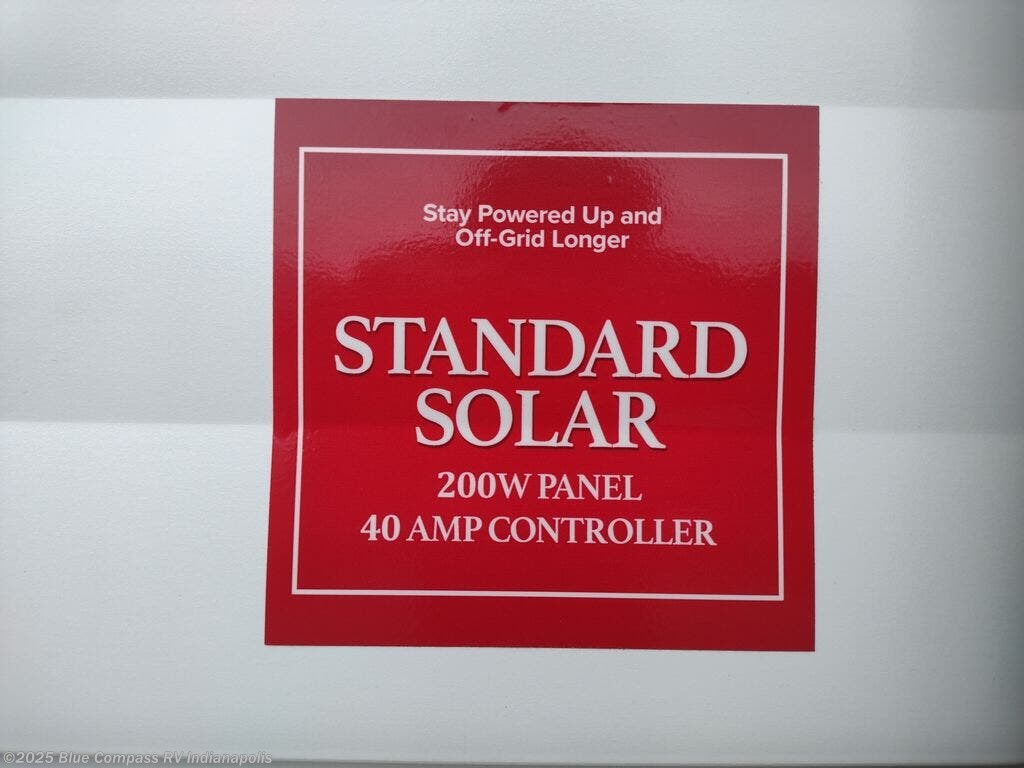 Stay Powered Up and
Off-Grid Longer
STANDARD
SOLAR
200W PANEL
40 AMP CONTROLLER
©2025 Blue Compass RV Indianapolis